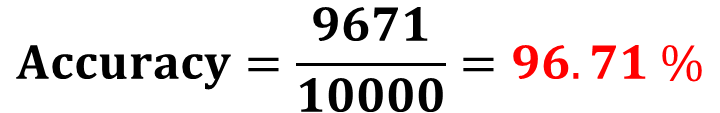 Accuracy = 9671/10000 = 96.71 %